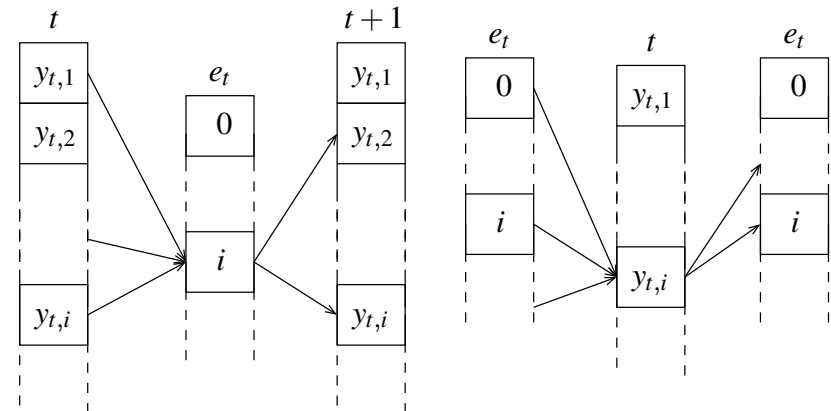 t
t + 1
e_t
y_{t,1}
y_{t,1}
0
y_{t,2}
y_{t,2}
i
y_{t,i}
y_{t,i}
e_t
t
e_t
0
y_{t,1}
0
i
i
y_{t,i}